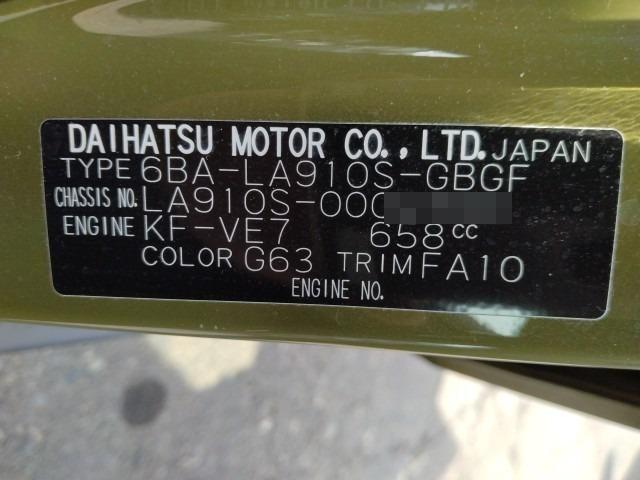 DAIHATSU MOTOR CO., LTD. JAPAN
TYPE 6BA-LA910S-GBGF
CHASSIS NO. LA910S-000
ENGINE KF-VE7 658cc
COLOR G63 TRIM FA10
ENGINE NO.